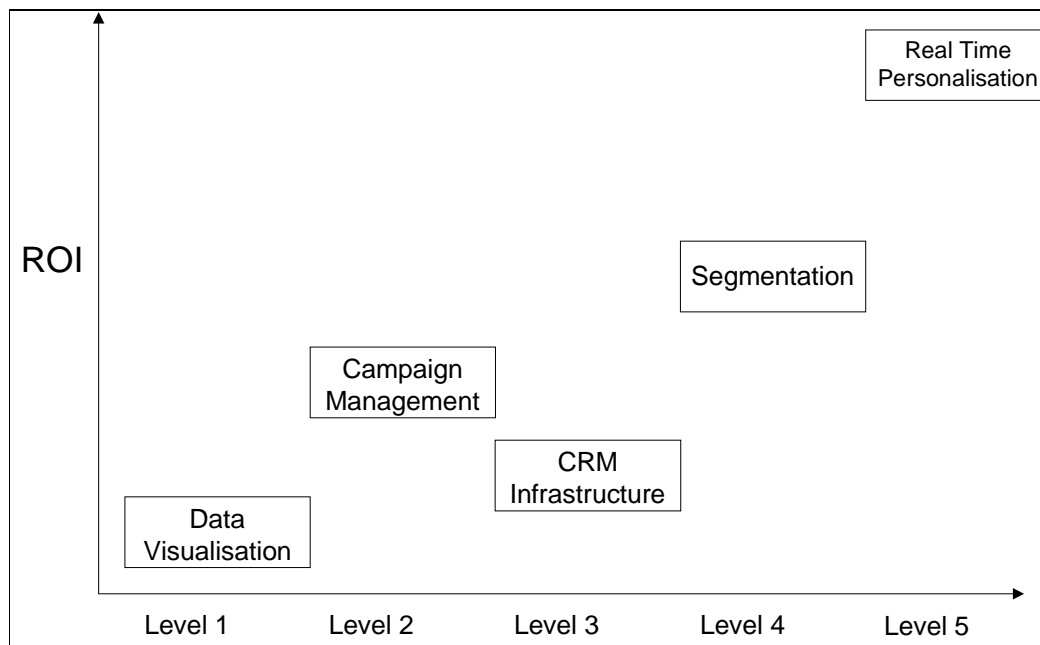 Real Time
Personalisation
ROI
Segmentation
Campaign
Management
CRM
Infrastructure
Data
Visualisation
Level 1
Level 2
Level 3
Level 4
Level 5